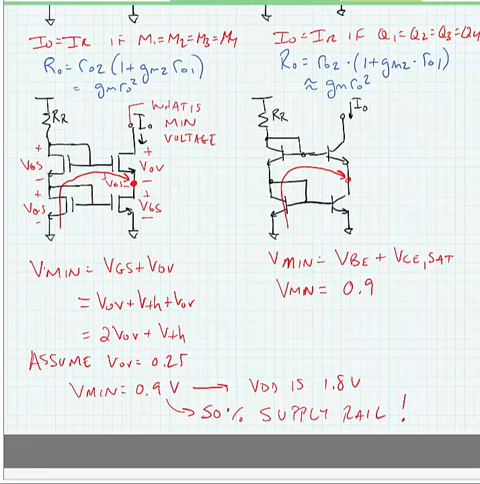 IO = IR IF M1=M2=M3=M4
RO = rO2 (1+gm2 rO1)
= gm rO²
IO = IR IF Q1=Q2=Q3=Q4
RO = rO2 · (1+gm2 · rO1)
≈ gm rO²
RR
WHAT IS
MIN
VOLTAGE
IO
+
VGS
−
+
VGS
−
+
VOV
−
+VGS−
+
VGS
−
RR
IO
VMIN = VGS + VOV
= VOV + Vth + VOV
= 2VOV + Vth
ASSUME VOV = 0.25
VMIN = 0.9 V → VDD IS 1.8V
→ 50% SUPPLY RAIL !
VMIN = VBE + VCE,SAT
VMIN = 0.9